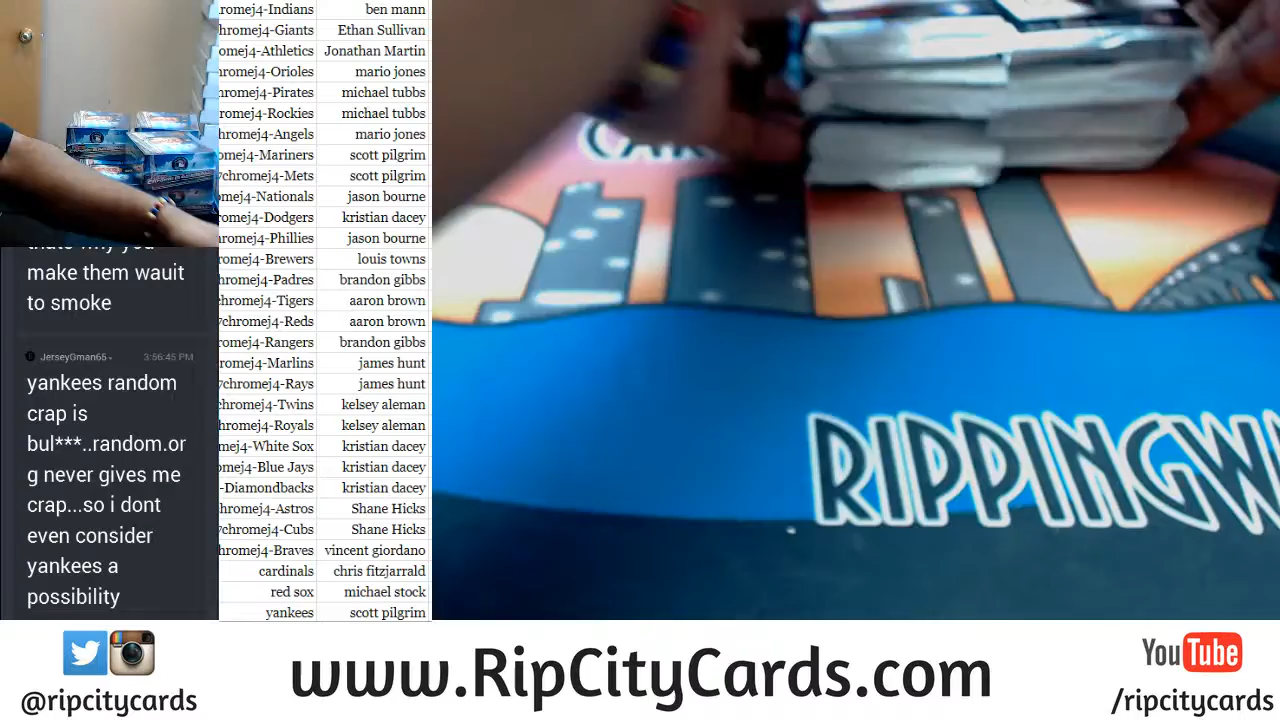 thats why you
make them wauit
to smoke
JerseyGman65
3:56:45 PM
yankees random
crap is
bul***..random.or
g never gives me
crap...so i dont
even consider
yankees a
possibility
romej4-Indians ben mann
hromej4-Giants Ethan Sullivan
omej4-Athletics Jonathan Martin
romej4-Orioles mario jones
hromej4-Pirates michael tubbs
hromej4-Rockies michael tubbs
hromej4-Angels mario jones
omej4-Mariners scott pilgrim
7chromej4-Mets scott pilgrim
omej4-Nationals jason bourne
omej4-Dodgers kristian dacey
hromej4-Phillies jason bourne
romej4-Brewers louis towns
chromej4-Padres brandon gibbs
chromej4-Tigers aaron brown
7chromej4-Reds aaron brown
romej4-Rangers brandon gibbs
romej4-Marlins james hunt
7chromej4-Rays james hunt
chromej4-Twins kelsey aleman
hromej4-Royals kelsey aleman
mej4-White Sox kristian dacey
omej4-Blue Jays kristian dacey
-Diamondbacks kristian dacey
hromej4-Astros Shane Hicks
7chromej4-Cubs Shane Hicks
hromej4-Braves vincent giordano
cardinals chris fitzjarrald
red sox michael stock
yankees scott pilgrim
RIPPINGW
@ripcitycards
www.RipCityCards.com
YouTube
/ripcitycards